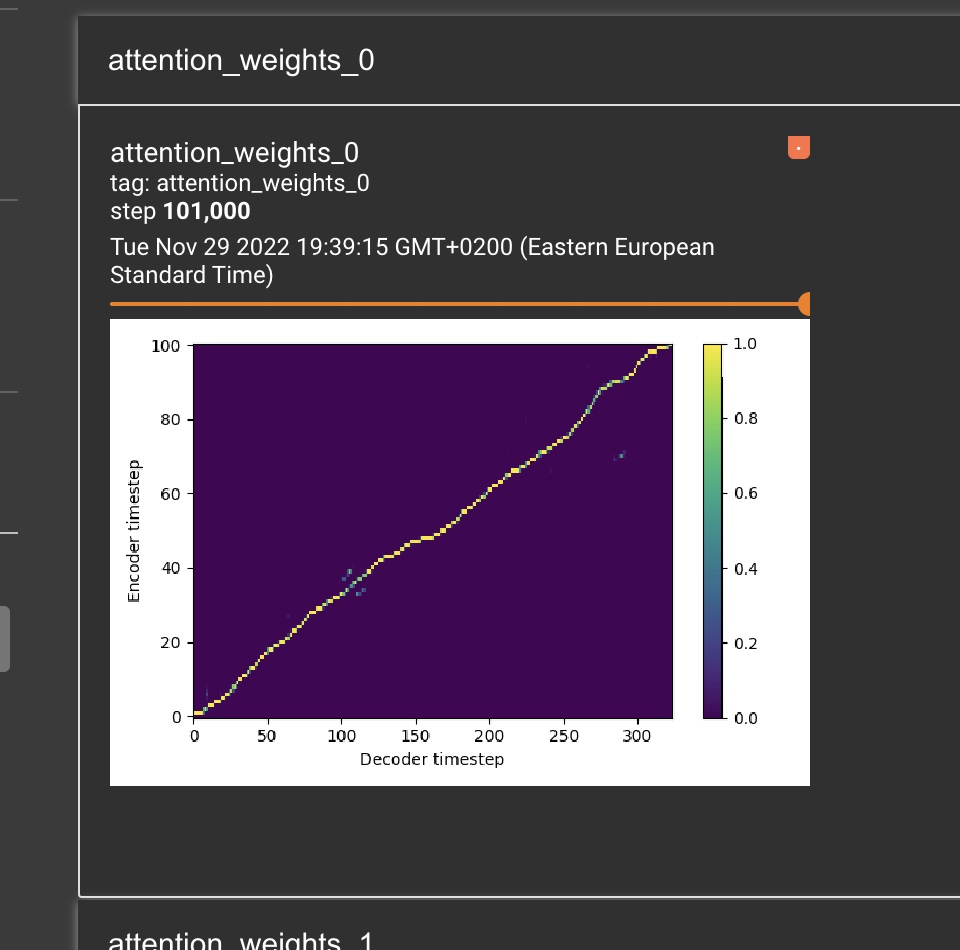 attention_weights_0
attention_weights_0
tag: attention_weights_0
step 101,000
Tue Nov 29 2022 19:39:15 GMT+0200 (Eastern European
Standard Time)
100
80
60
40
20
0
Encoder timestep
0 50 100 150 200 250 300
Decoder timestep
1.0
0.8
0.6
0.4
0.2
0.0
attention_weights_1